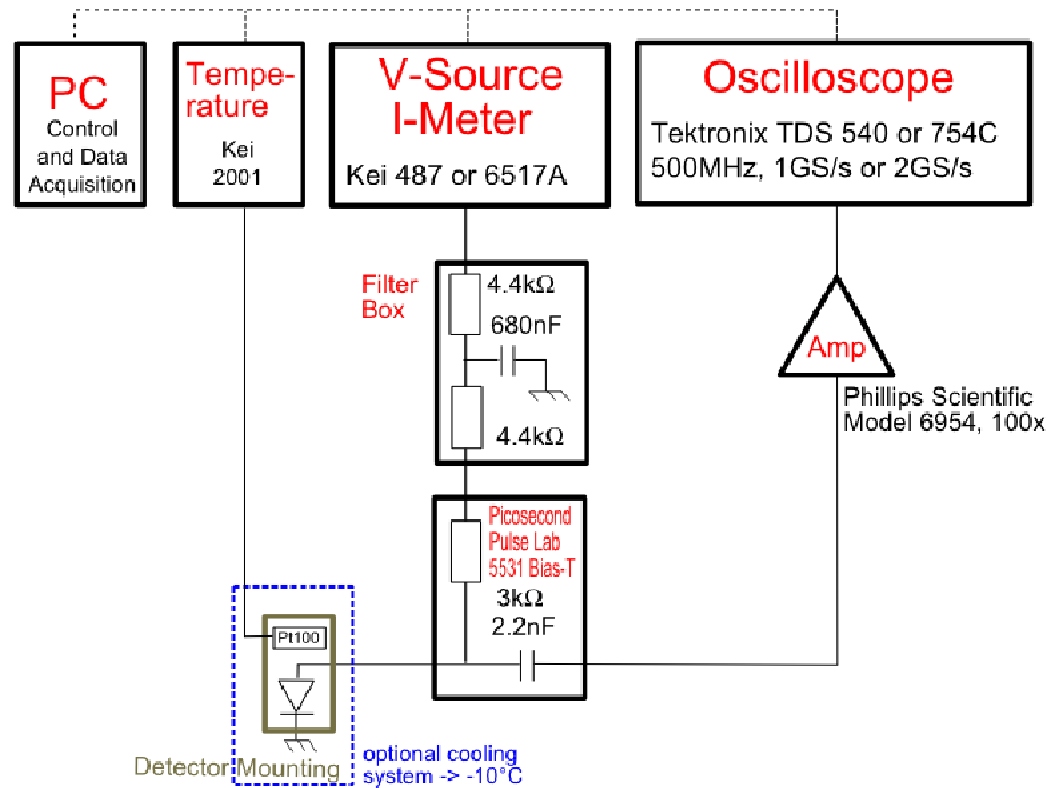 PC
Control
and Data
Acquisition
Tempe-
rature
Kei
2001
V-Source
I-Meter
Kei 487 or 6517A
Oscilloscope
Tektronix TDS 540 or 754C
500MHz, 1GS/s or 2GS/s
Filter
Box
4.4kΩ
680nF
4.4kΩ
Amp
Phillips Scientific
Model 6954, 100x
Picosecond
Pulse Lab
5531 Bias-T
3kΩ
2.2nF
Pt100
Detector Mounting
optional cooling
system -> -10°C